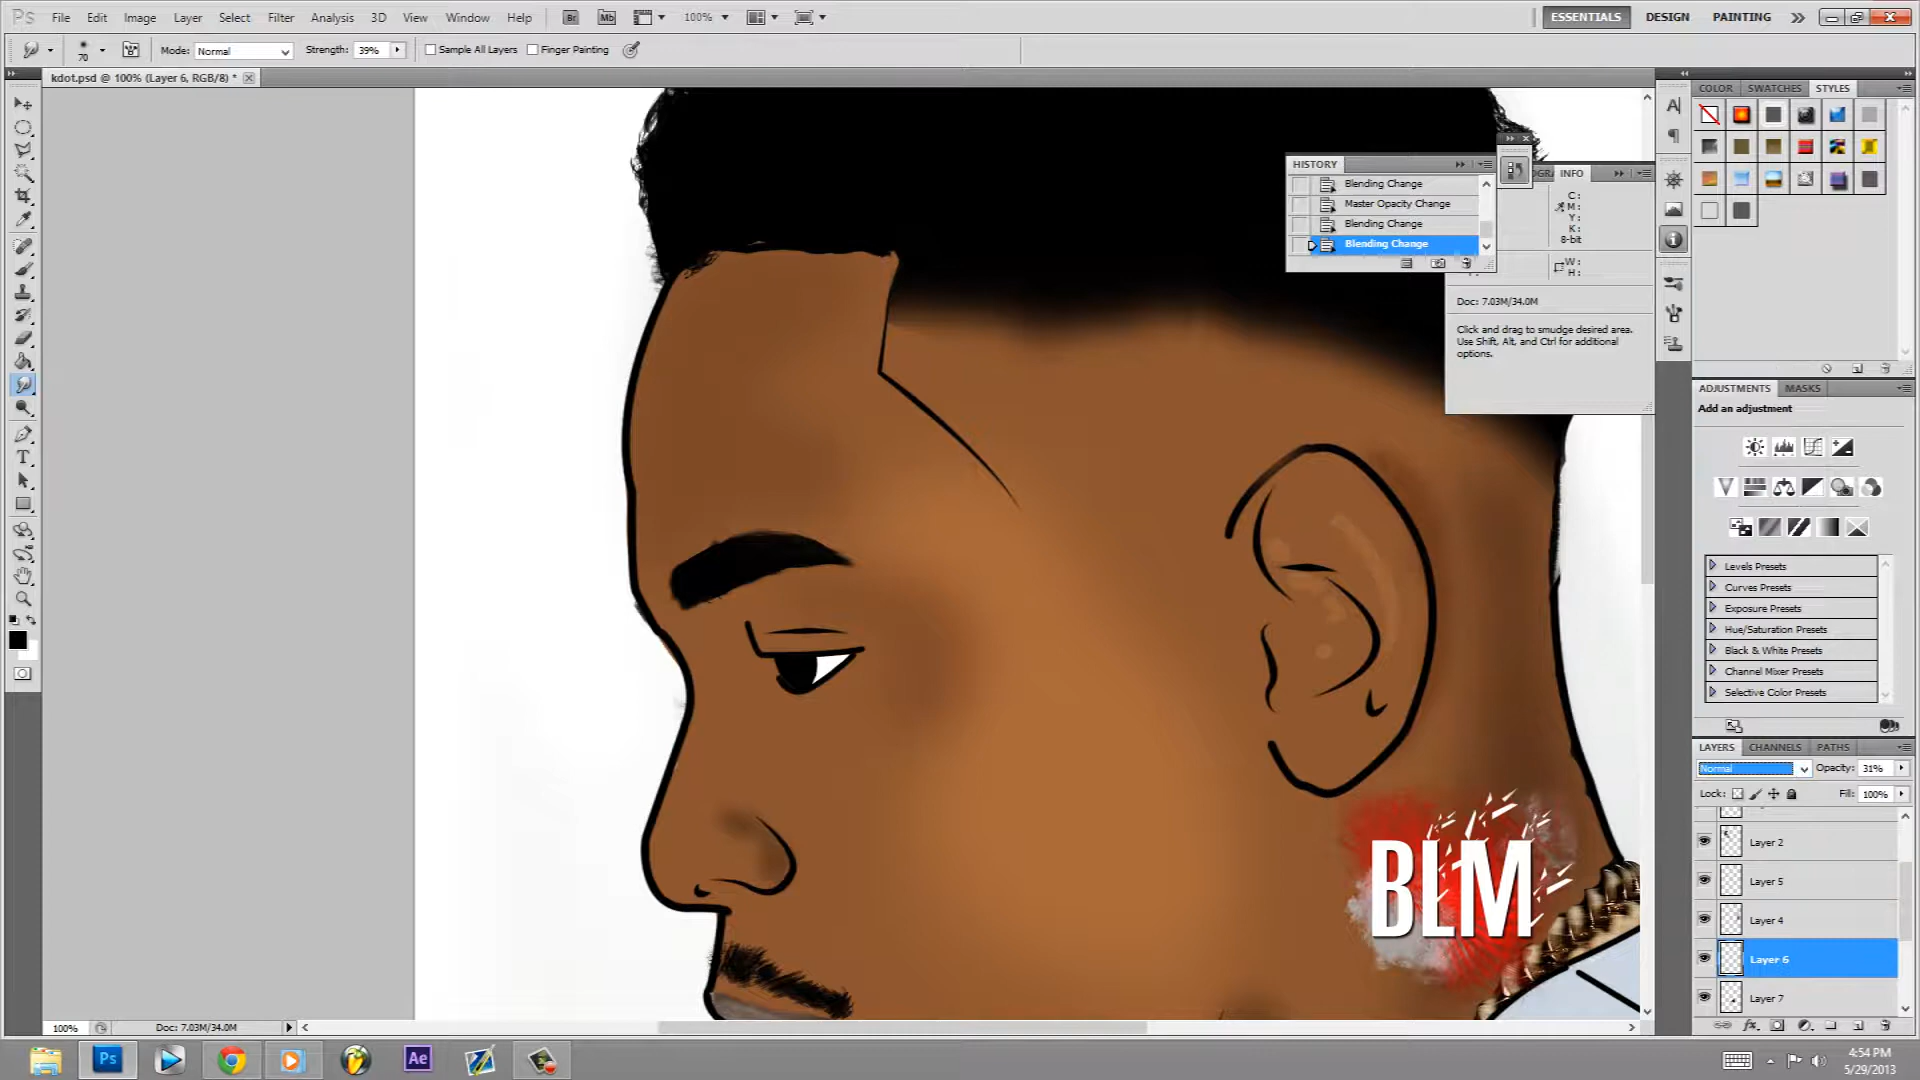 Ps File Edit Image Layer Select Filter Analysis 3D View Window Help Br Mb 100% ESSENTIALS DESIGN PAINTING
70 Mode: Normal Strength: 39% Sample All Layers Finger Painting
kdot.psd @ 100% (Layer 6, RGB/8) *
COLOR SWATCHES STYLES
HISTORY
Blending Change
Master Opacity Change
Blending Change
Blending Change
INFO
C:
M:
Y:
K:
8-bit
W:
H:
Doc: 7.03M/34.0M
Click and drag to smudge desired area.
Use Shift, Alt, and Ctrl for additional
options.
ADJUSTMENTS MASKS
Add an adjustment
Levels Presets
Curves Presets
Exposure Presets
Hue/Saturation Presets
Black & White Presets
Channel Mixer Presets
Selective Color Presets
LAYERS CHANNELS PATHS
Normal Opacity: 31%
Lock: Fill: 100%
Layer 2
Layer 5
Layer 4
Layer 6
Layer 7
BLM
100% Doc: 7.03M/34.0M
Ps Ae
4:54 PM
5/29/2013